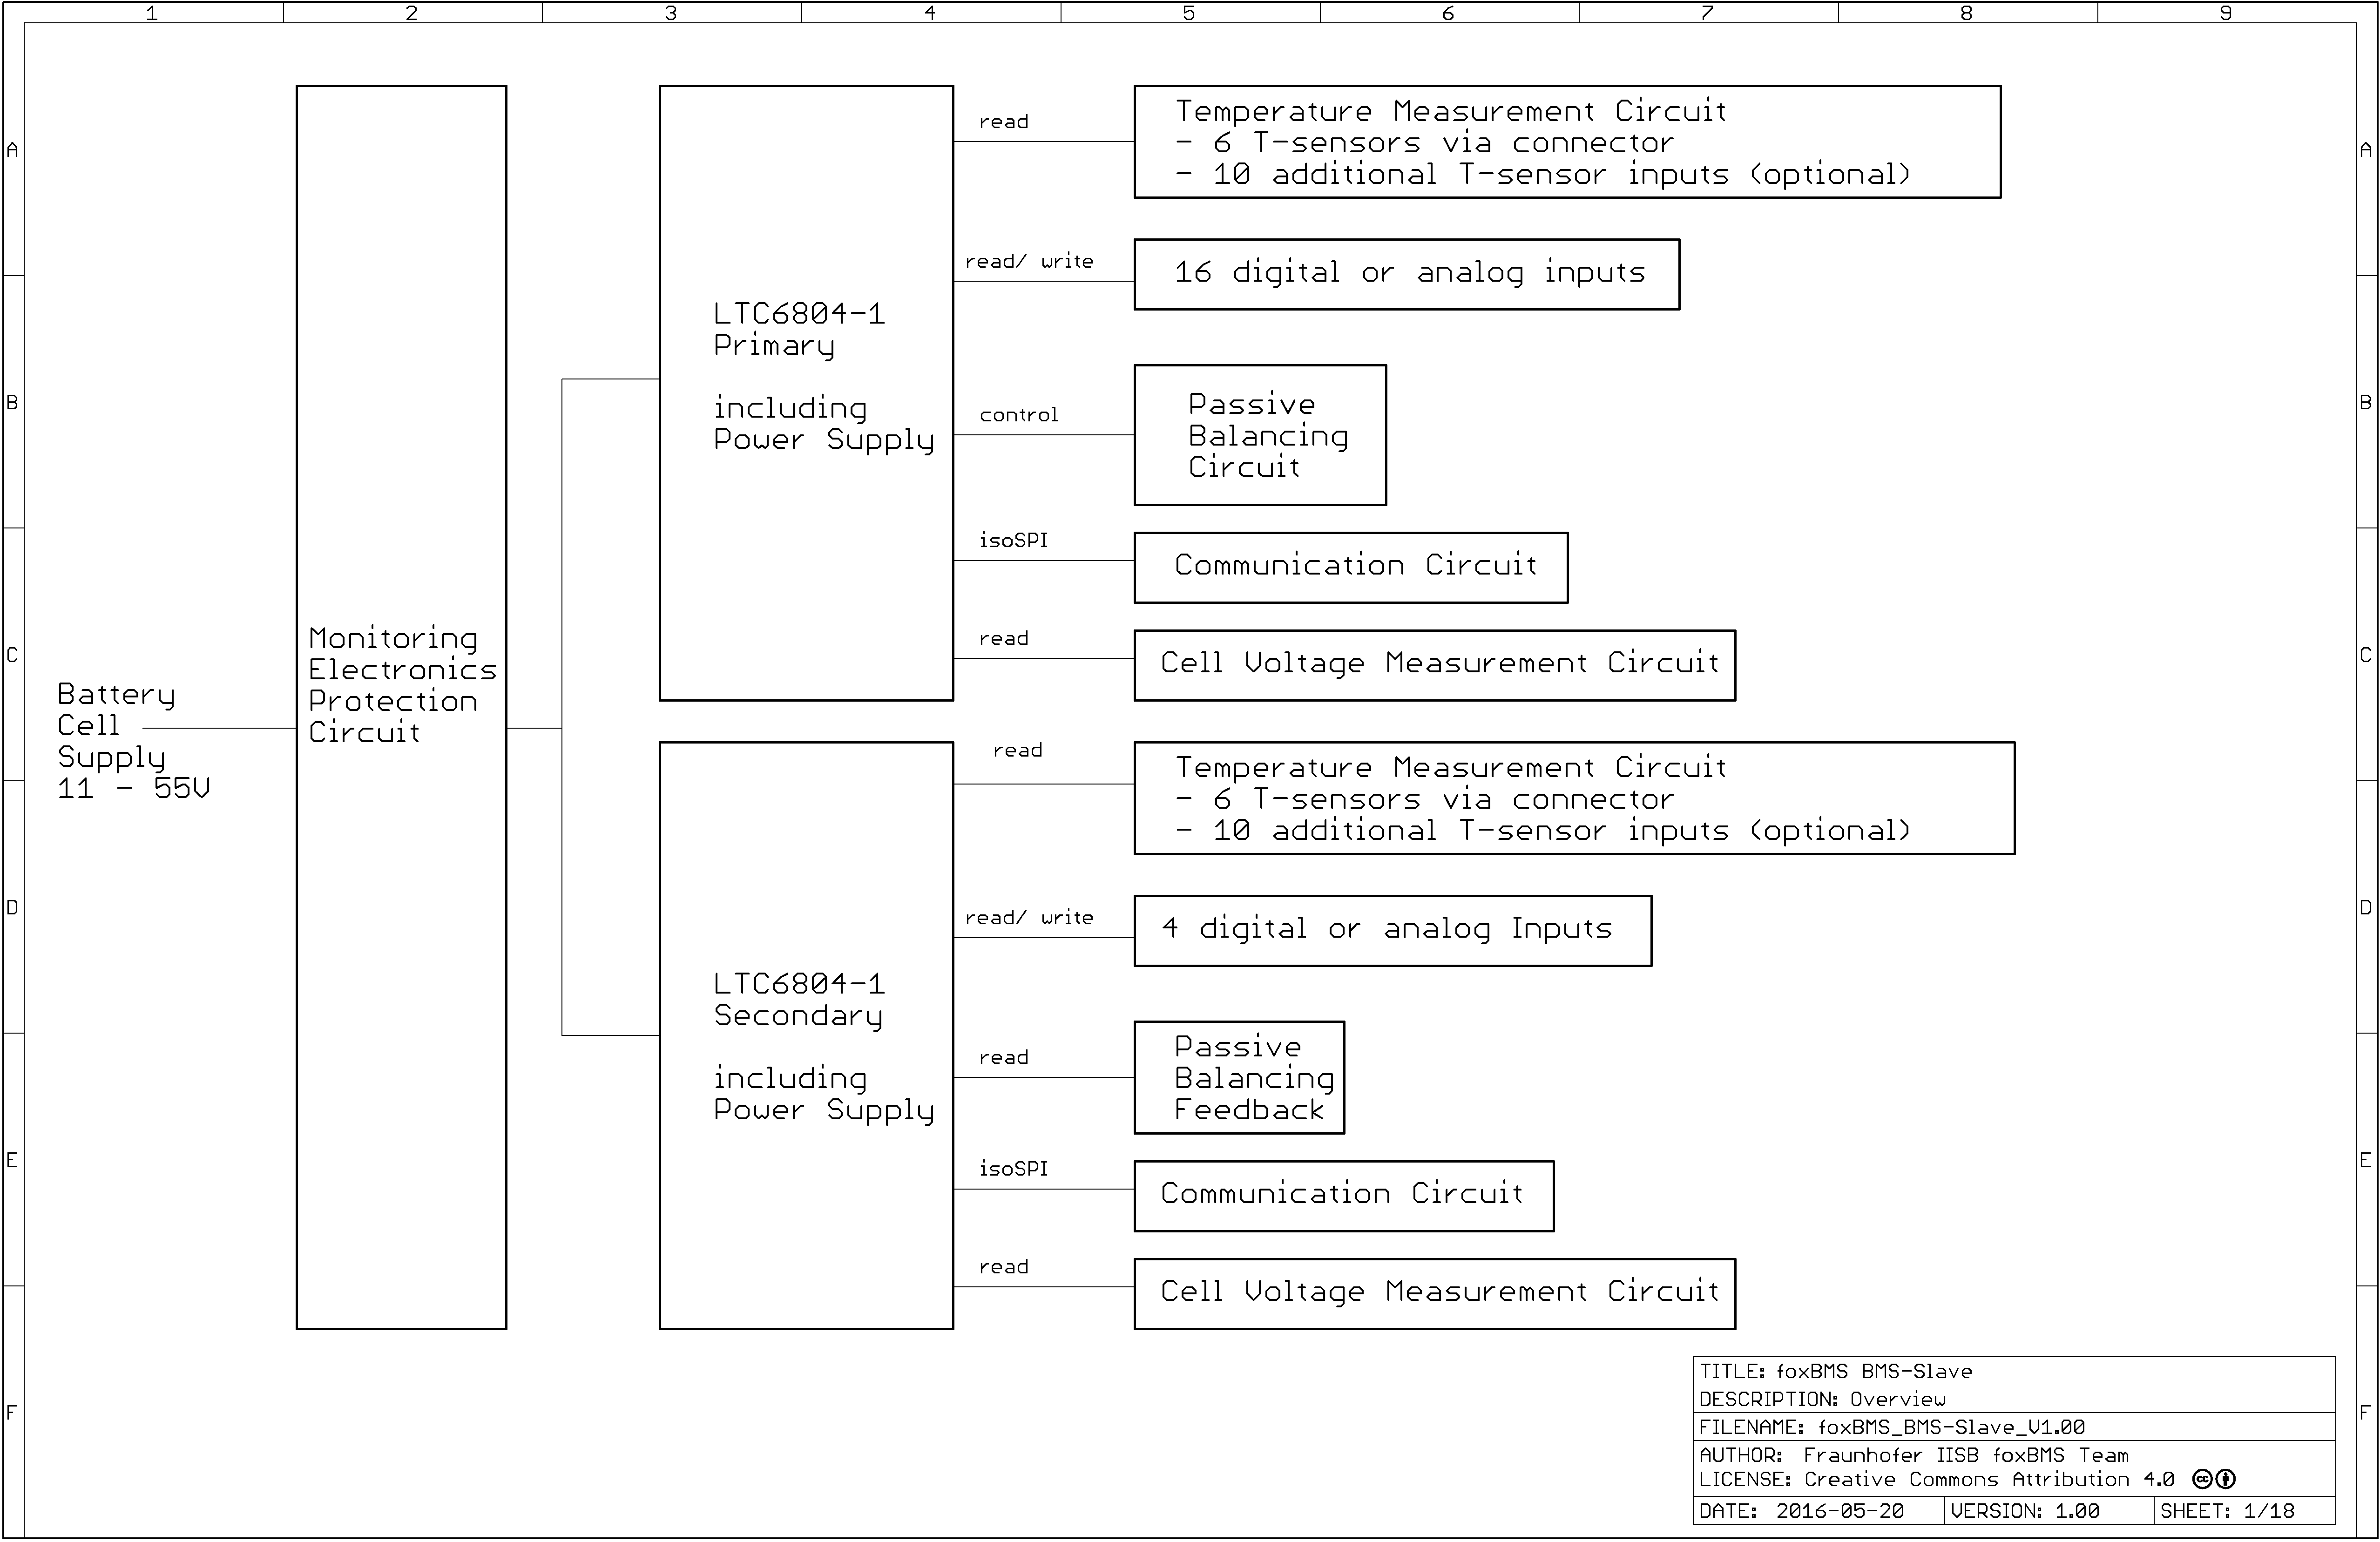 1 2 3 4 5 6 7 8 9
A
B
C
D
E
F
A
B
C
D
E
F
Battery
Cell
Supply
11 - 55V
Monitoring
Electronics
Protection
Circuit
LTC6804-1
Primary
including
Power Supply
read
Temperature Measurement Circuit
- 6 T-sensors via connector
- 10 additional T-sensor inputs (optional)
read/ write
16 digital or analog inputs
control
Passive
Balancing
Circuit
isoSPI
Communication Circuit
read
Cell Voltage Measurement Circuit
LTC6804-1
Secondary
including
Power Supply
read
Temperature Measurement Circuit
- 6 T-sensors via connector
- 10 additional T-sensor inputs (optional)
read/ write
4 digital or analog Inputs
read
Passive
Balancing
Feedback
isoSPI
Communication Circuit
read
Cell Voltage Measurement Circuit
TITLE: foxBMS BMS-Slave
DESCRIPTION: Overview
FILENAME: foxBMS_BMS-Slave_V1.00
AUTHOR: Fraunhofer IISB foxBMS Team
LICENSE: Creative Commons Attribution 4.0 cc
DATE: 2016-05-20 VERSION: 1.00 SHEET: 1/18